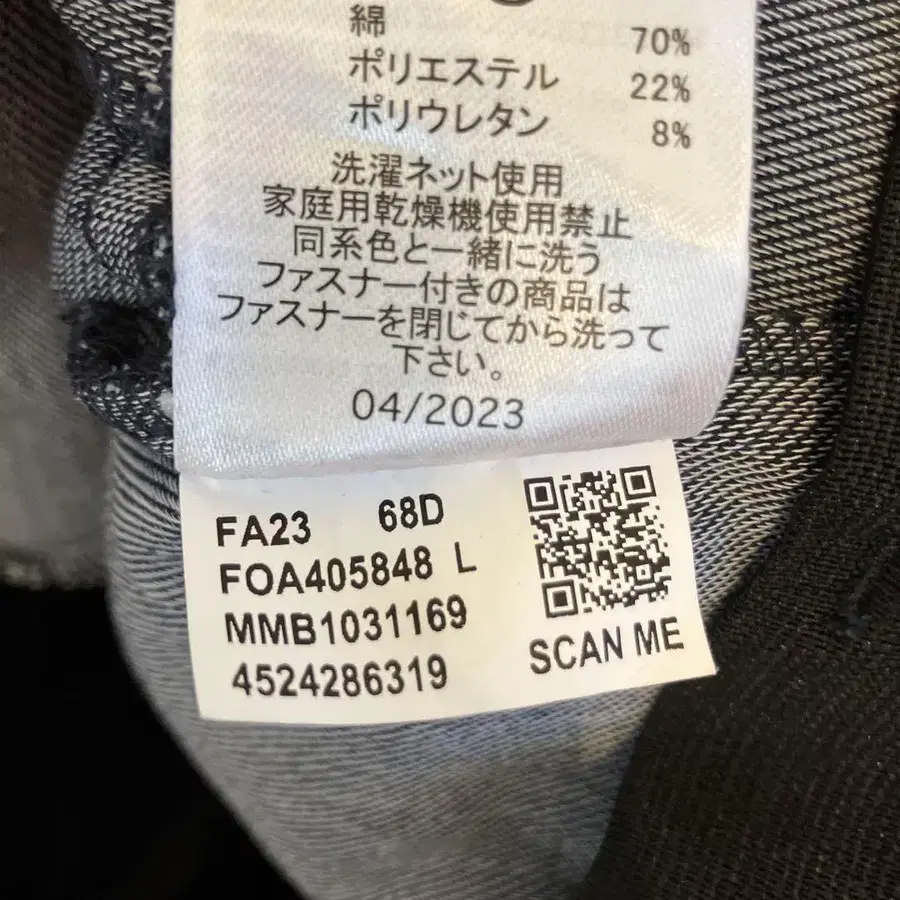 綿 70%
ポリエステル 22%
ポリウレタン 8%
洗濯ネット使用
家庭用乾燥機使用禁止
同系色と一緒に洗う
ファスナー付きの商品は
ファスナーを閉じてから洗って
下さい。
04/2023
FA23 68D
FOA405848 L
MMB1031169
4524286319
SCAN ME